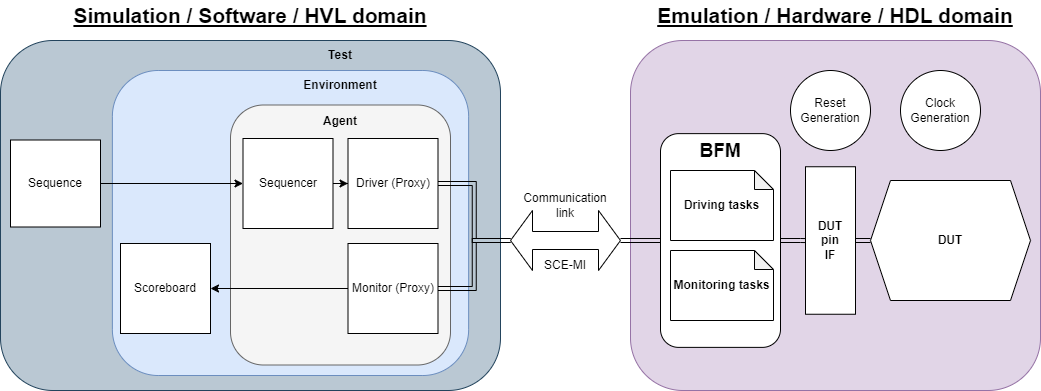 Simulation / Software / HVL domain
Emulation / Hardware / HDL domain
Test
Environment
Agent
Sequence
Sequencer
Driver (Proxy)
Scoreboard
Monitor (Proxy)
Communication
link
SCE-MI
BFM
Driving tasks
Monitoring tasks
Reset
Generation
Clock
Generation
DUT
pin
IF
DUT